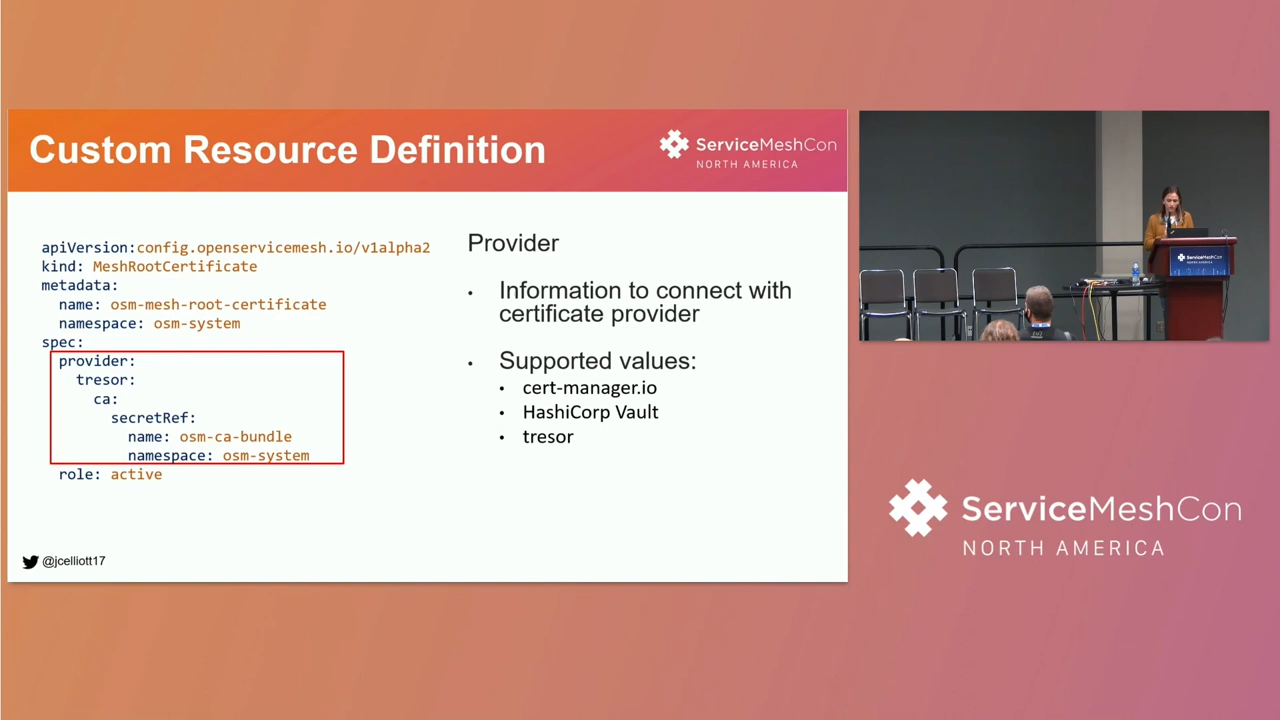 Custom Resource Definition
ServiceMeshCon
NORTH AMERICA
apiVersion:config.openservicemesh.io/v1alpha2
kind: MeshRootCertificate
metadata:
  name: osm-mesh-root-certificate
  namespace: osm-system
spec:
  provider:
    tresor:
      ca:
        secretRef:
          name: osm-ca-bundle
          namespace: osm-system
  role: active
Provider
• Information to connect with
certificate provider
• Supported values:
• cert-manager.io
• HashiCorp Vault
• tresor
@jcelliott17
ServiceMeshCon
ServiceMeshCon
NORTH AMERICA